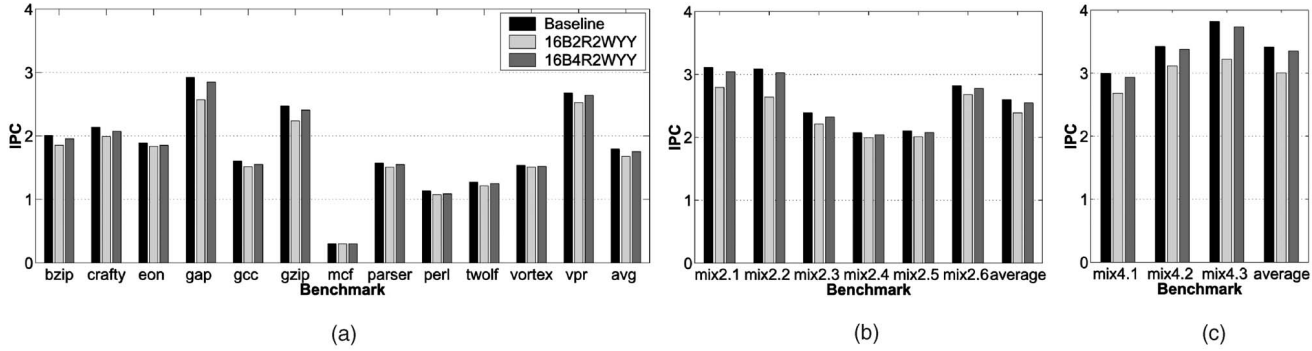 4
3
2
1
0
IPC
Baseline
16B2R2WYY
16B4R2WYY
bzip crafty eon gap gcc gzip mcf parser perl twolf vortex vpr avg
Benchmark
(a)
4
3
2
1
0
IPC
mix2.1 mix2.2 mix2.3 mix2.4 mix2.5 mix2.6 average
Benchmark
(b)
4
3
2
1
0
IPC
mix4.1 mix4.2 mix4.3 average
Benchmark
(c)